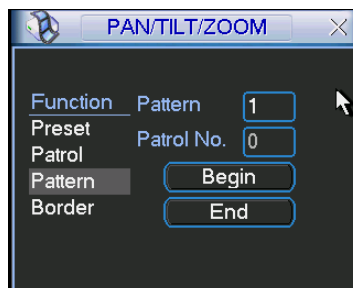 PAN/TILT/ZOOM
Function
Preset
Patrol
Pattern
Border
Pattern 1
Patrol No. 0
Begin
End